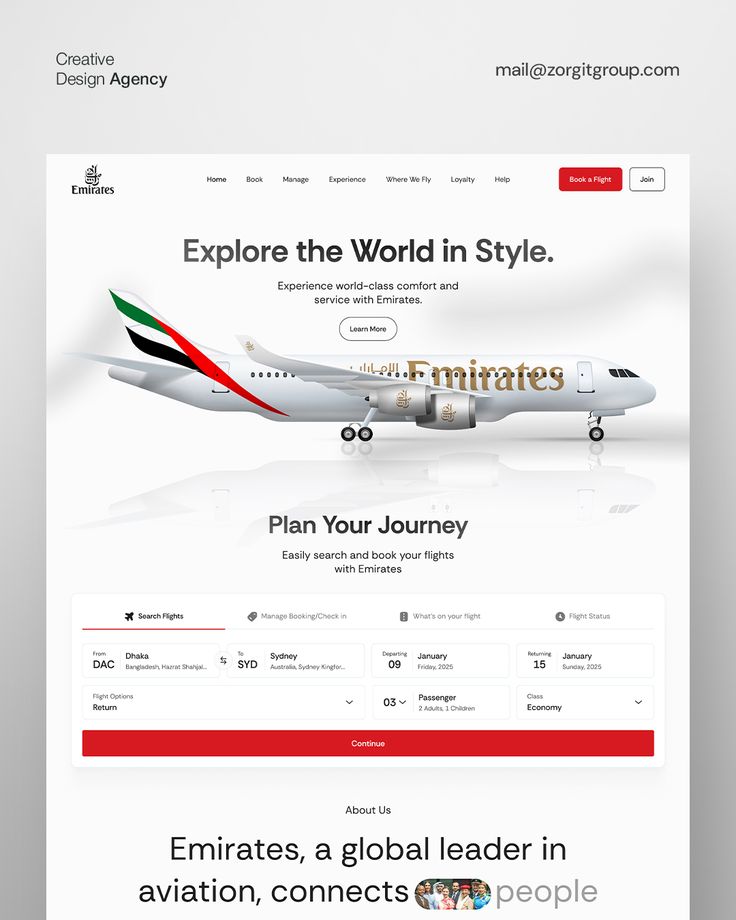 Creative
Design Agency
mail@zorgitgroup.com
Emirates
Home Book Manage Experience Where We Fly Loyalty Help
Book a Flight Join
Explore the World in Style.
Experience world-class comfort and
service with Emirates.
Learn More
الإمارات Emirates
Plan Your Journey
Easily search and book your flights
with Emirates
Search Flights Manage Booking/Check in What's on your flight Flight Status
From To Departing Returning
DAC Dhaka SYD Sydney 09 January 15 January
Bangladesh, Hazrat Shahjal... Australia, Sydney Kingfor... Friday, 2025 Sunday, 2025
Flight Options Passenger Class
Return 03 2 Adults, 1 Children Economy
Continue
About Us
Emirates, a global leader in
aviation, connects people